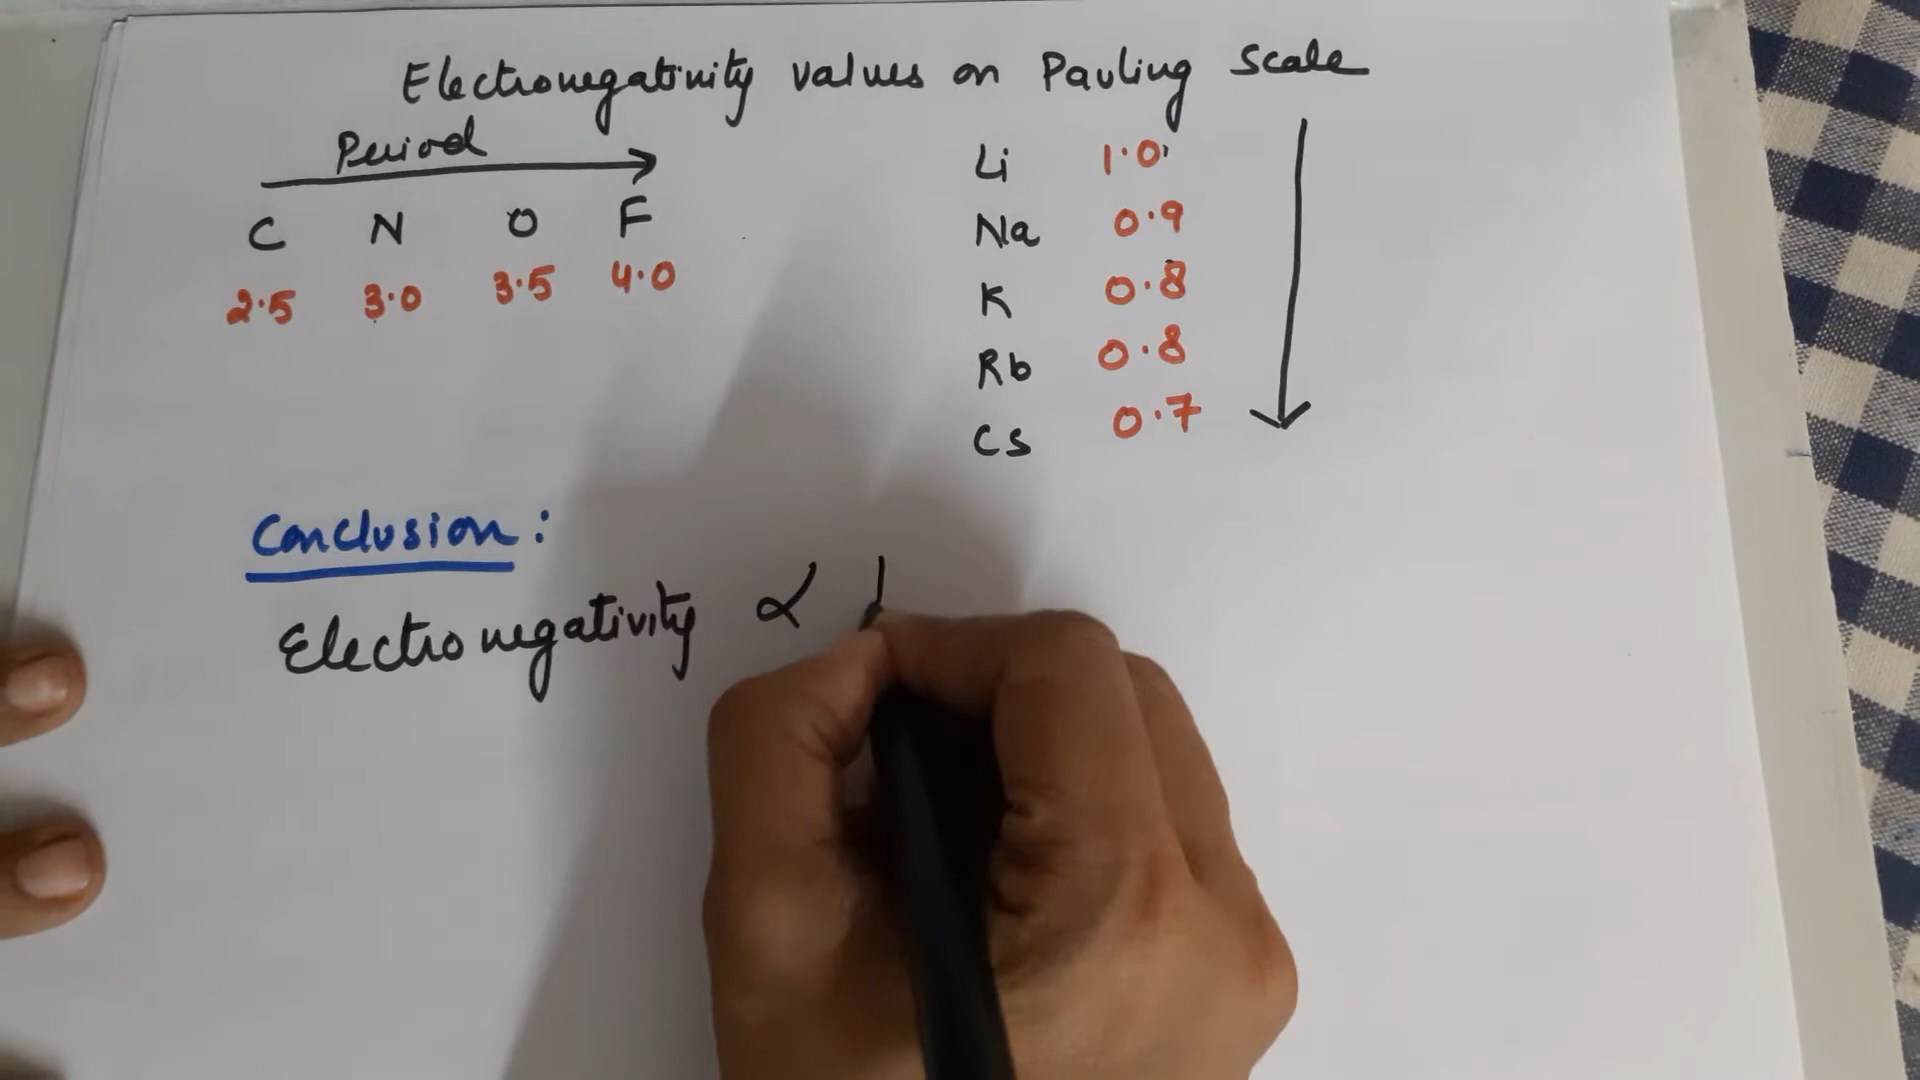 Electronegativity values on Pauling Scale
Period
C N O F
2.5 3.0 3.5 4.0
Li 1.0
Na 0.9
K 0.8
Rb 0.8
Cs 0.7
Conclusion:
Electronegativity ∝ 1